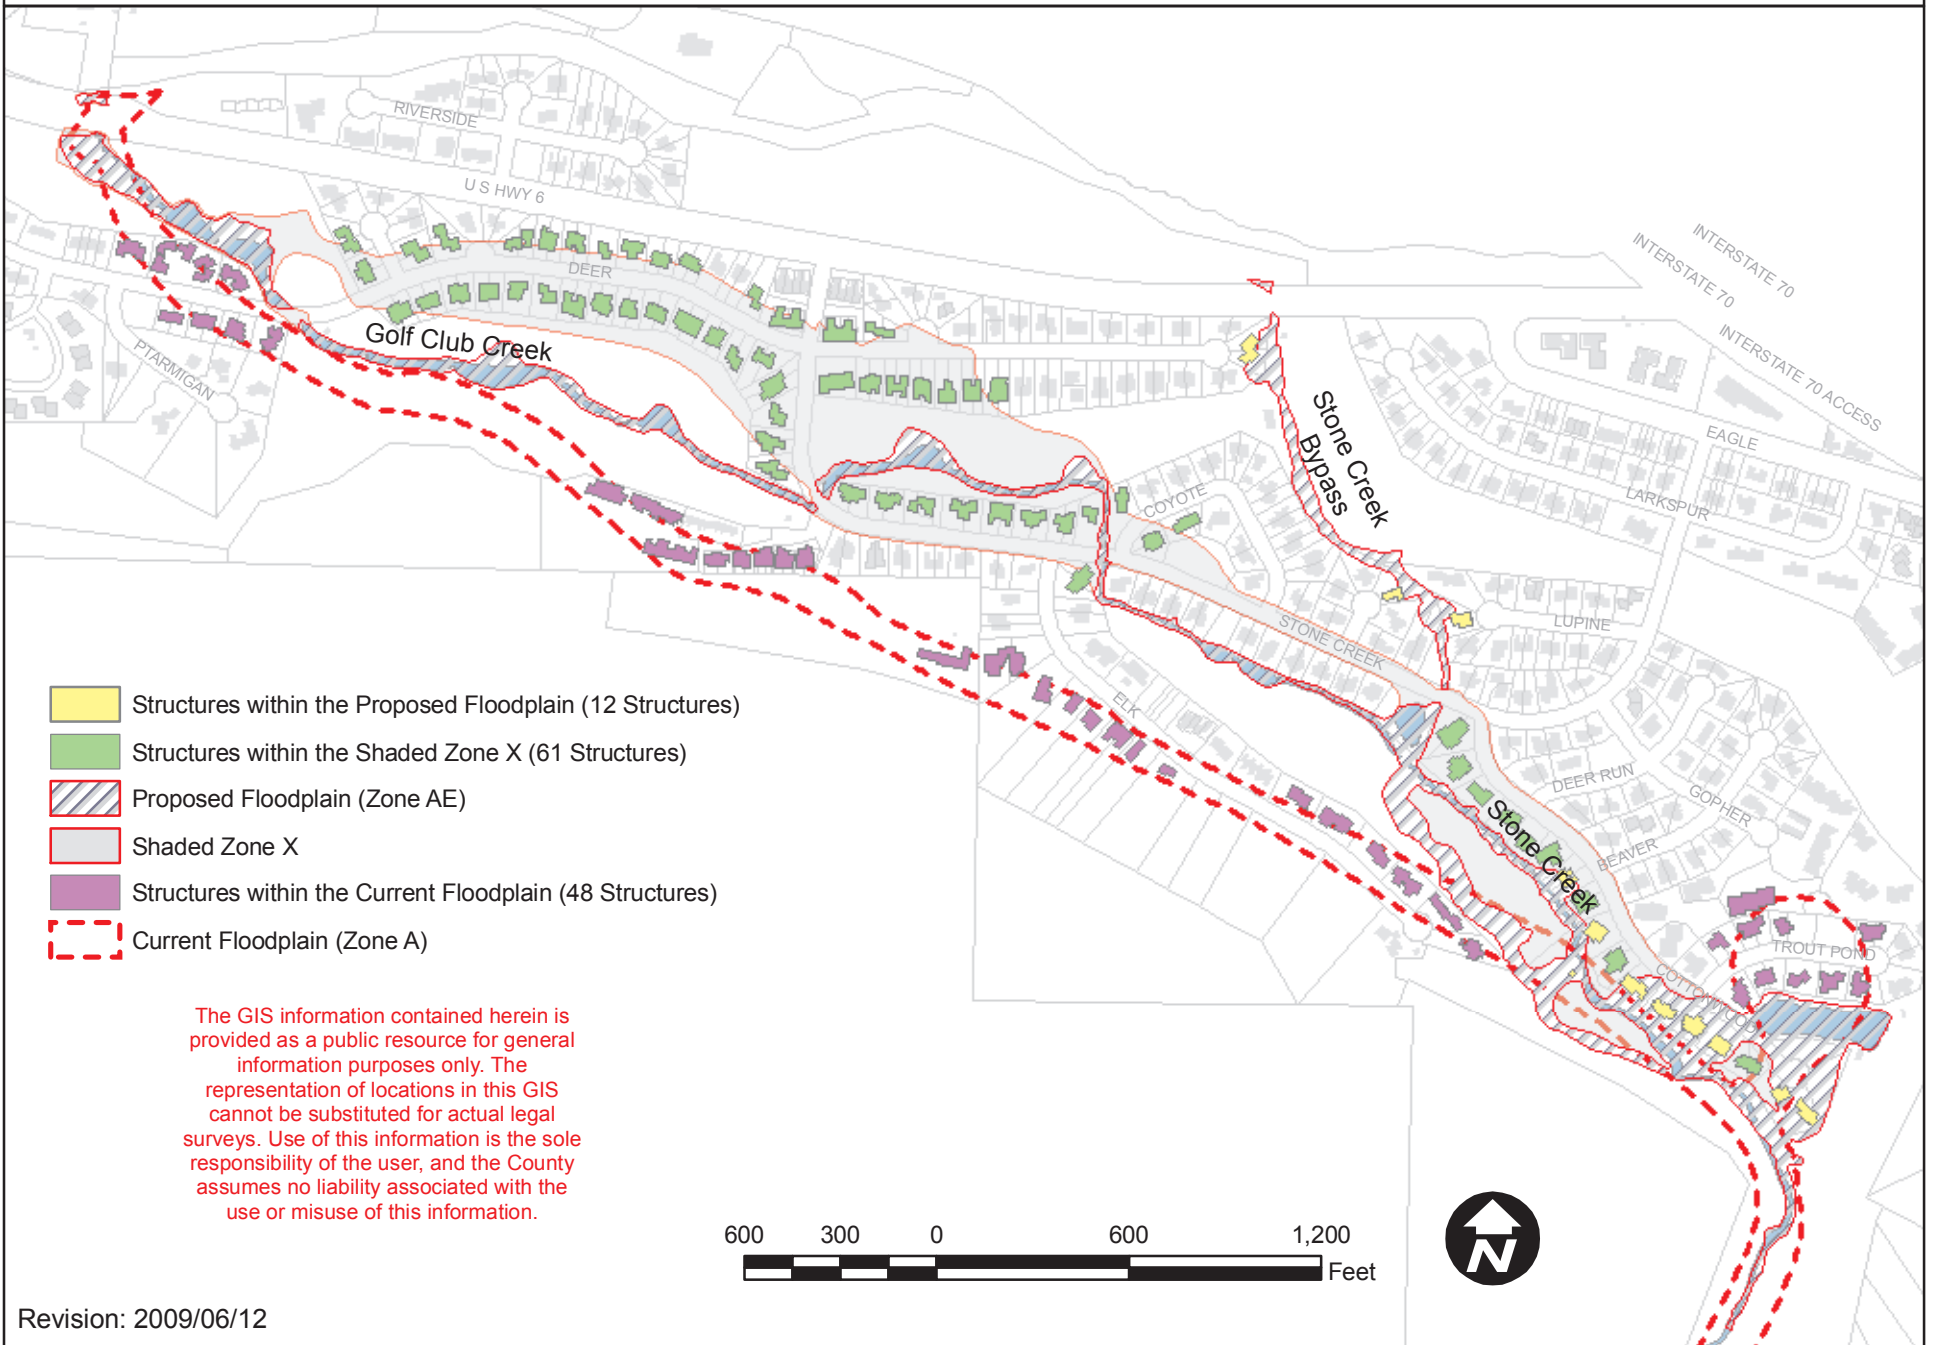 RIVERSIDE
U S HWY 6
INTERSTATE 70
INTERSTATE 70
INTERSTATE 70 ACCESS
DEER
Golf Club Creek
PTARMIGAN
Stone Creek
Bypass
EAGLE
LARKSPUR
COYOTE
STONE CREEK
LUPINE
ELK
DEER RUN
GOPHER
BEAVER
Stone Creek
TROUT POND
COTTONWOOD
Structures within the Proposed Floodplain (12 Structures)
Structures within the Shaded Zone X (61 Structures)
Proposed Floodplain (Zone AE)
Shaded Zone X
Structures within the Current Floodplain (48 Structures)
Current Floodplain (Zone A)
The GIS information contained herein is
provided as a public resource for general
information purposes only. The
representation of locations in this GIS
cannot be substituted for actual legal
surveys. Use of this information is the sole
responsibility of the user, and the County
assumes no liability associated with the
use or misuse of this information.
600 300 0 600 1,200
Feet
N
Revision: 2009/06/12